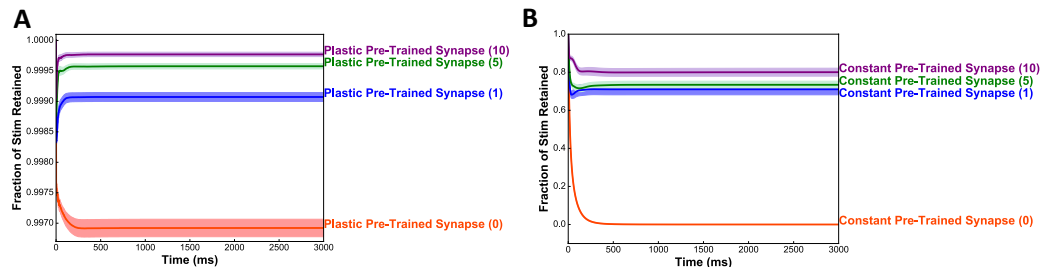 A
Fraction of Stim Retained
1.0000
0.9995
0.9990
0.9985
0.9980
0.9975
0.9970
0
500
1000
1500
2000
2500
3000
Time (ms)
Plastic Pre-Trained Synapse (10)
Plastic Pre-Trained Synapse (5)
Plastic Pre-Trained Synapse (1)
Plastic Pre-Trained Synapse (0)
B
Fraction of Stim Retained
1.0
0.8
0.6
0.4
0.2
0.0
0
500
1000
1500
2000
2500
3000
Time (ms)
Constant Pre-Trained Synapse (10)
Constant Pre-Trained Synapse (5)
Constant Pre-Trained Synapse (1)
Constant Pre-Trained Synapse (0)